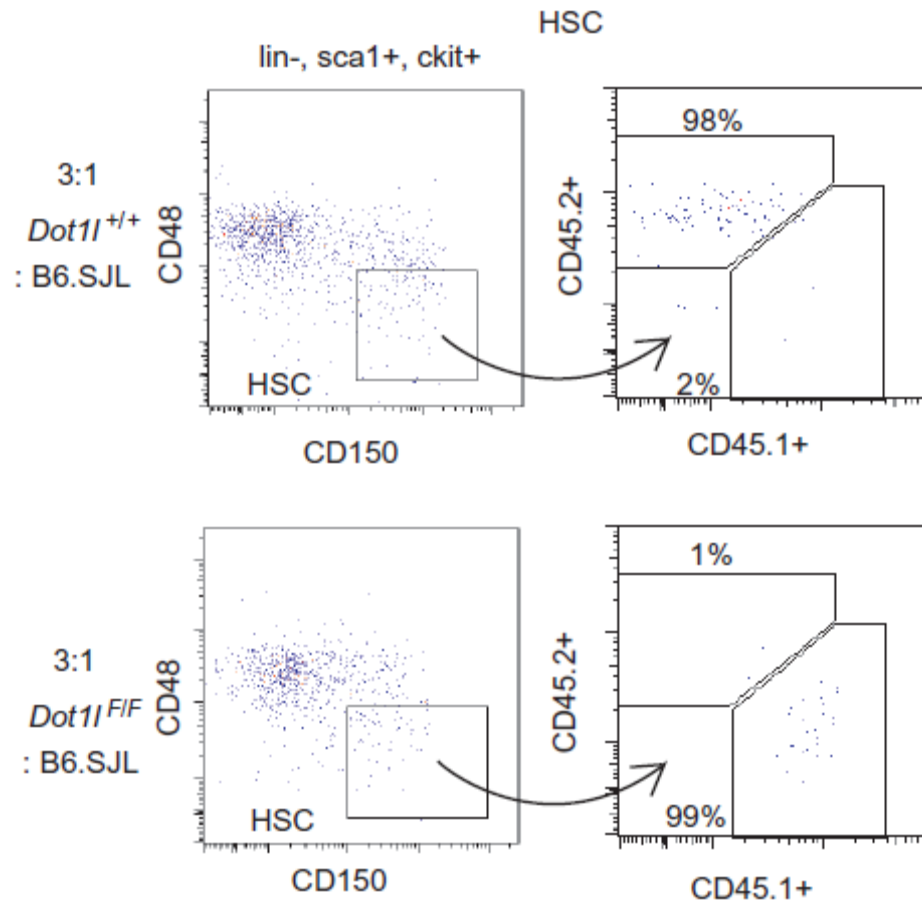 HSC
lin-, sca1+, ckit+
98%
3:1
Dot1l +/+
: B6.SJL
CD48
CD45.2+
HSC
2%
CD150
CD45.1+
1%
3:1
Dot1l F/F
: B6.SJL
CD48
CD45.2+
HSC
99%
CD150
CD45.1+